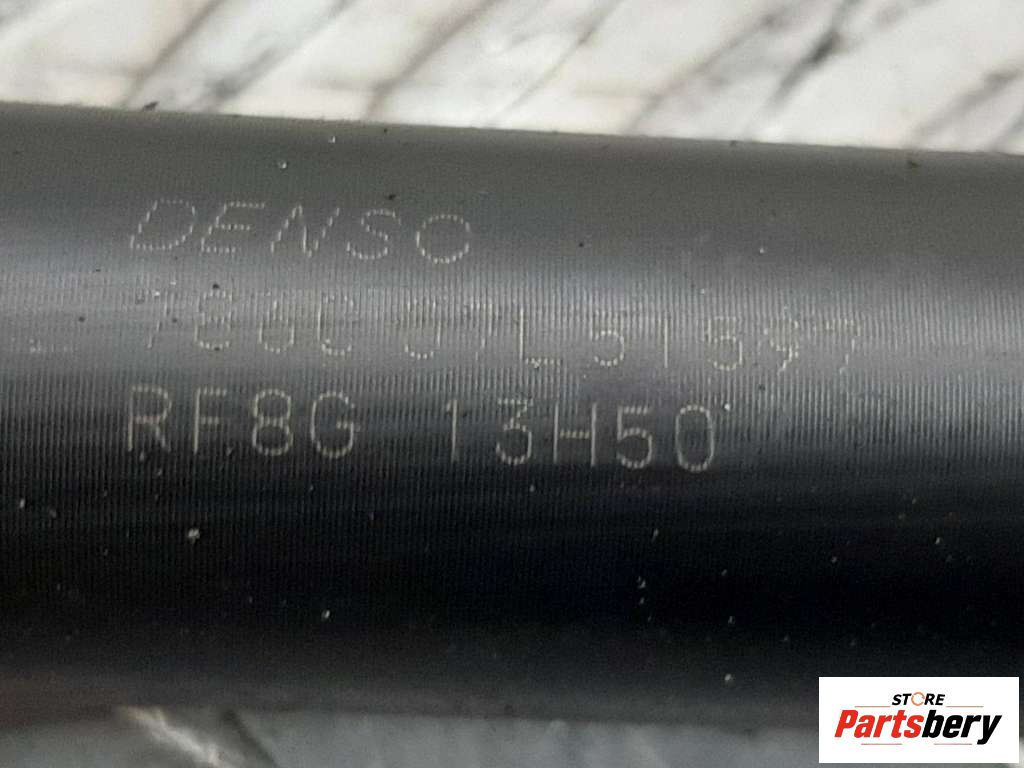 DENSO
RF8G 13H50
STORE
Partsbery